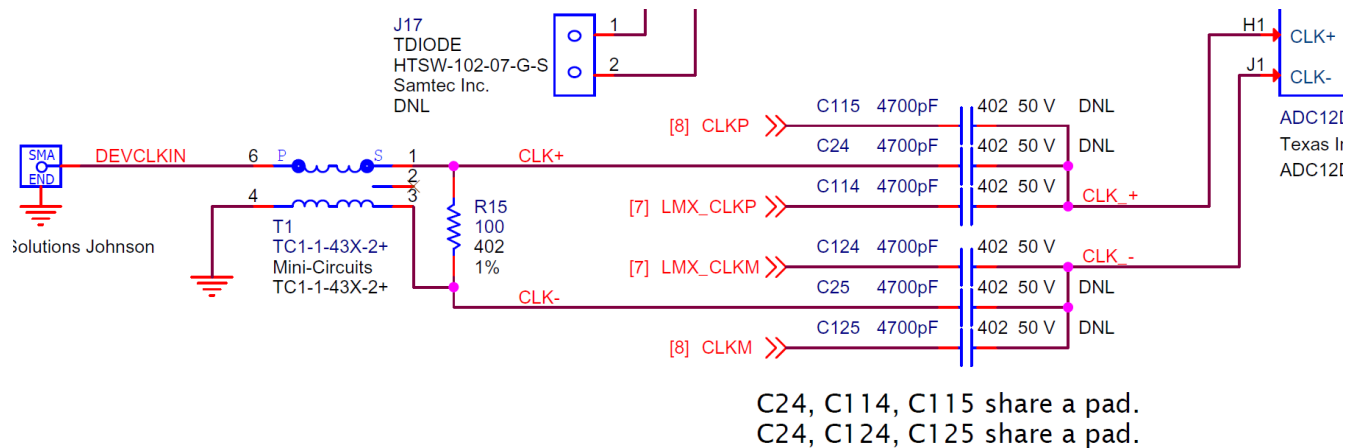 J17
TDIODE
HTSW-102-07-G-S
Samtec Inc.
DNL
1
2
H1 CLK+
J1 CLK-
ADC12
Texas
ADC12
C115 4700pF 402 50 V DNL
[8] CLKP
C24 4700pF 402 50 V DNL
C114 4700pF 402 50 V
[7] LMX_CLKP
CLK_+
SMA
END
DEVCLKIN
6 P S 1
CLK+
2
4 3
T1
TC1-1-43X-2+
Mini-Circuits
TC1-1-43X-2+
Solutions Johnson
R15
100
402
1%
C124 4700pF 402 50 V
[7] LMX_CLKM
CLK_-
C25 4700pF 402 50 V DNL
CLK-
C125 4700pF 402 50 V DNL
[8] CLKM
C24, C114, C115 share a pad.
C24, C124, C125 share a pad.